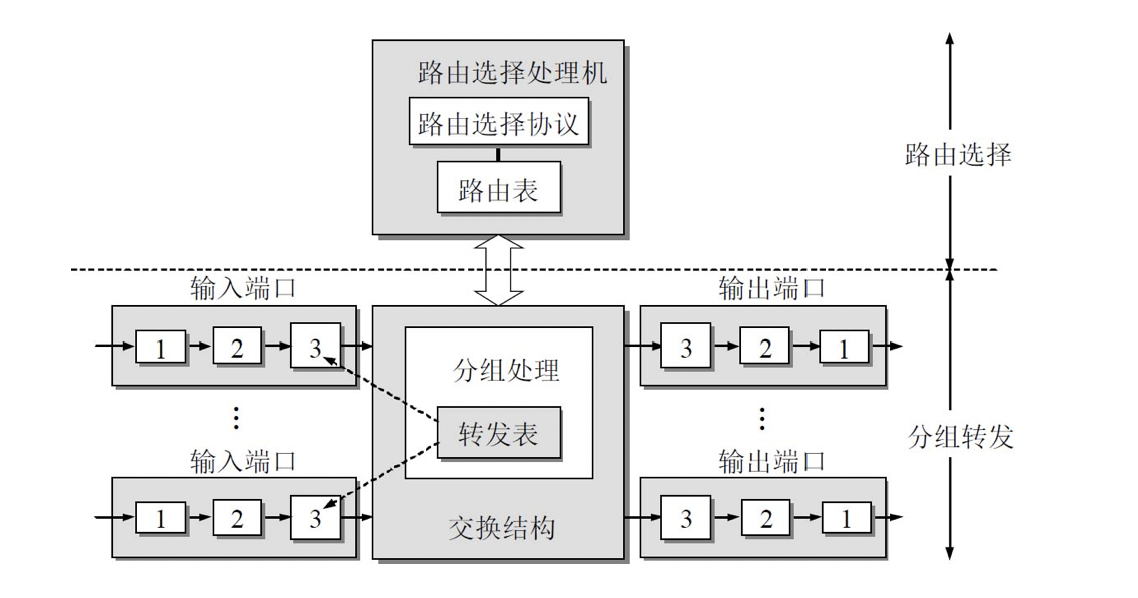 路由选择处理机
路由选择协议
路由表
路由选择
输入端口
输出端口
1 2 3
3 2 1
分组处理
转发表
分组转发
输入端口
输出端口
1 2 3
3 2 1
交换结构